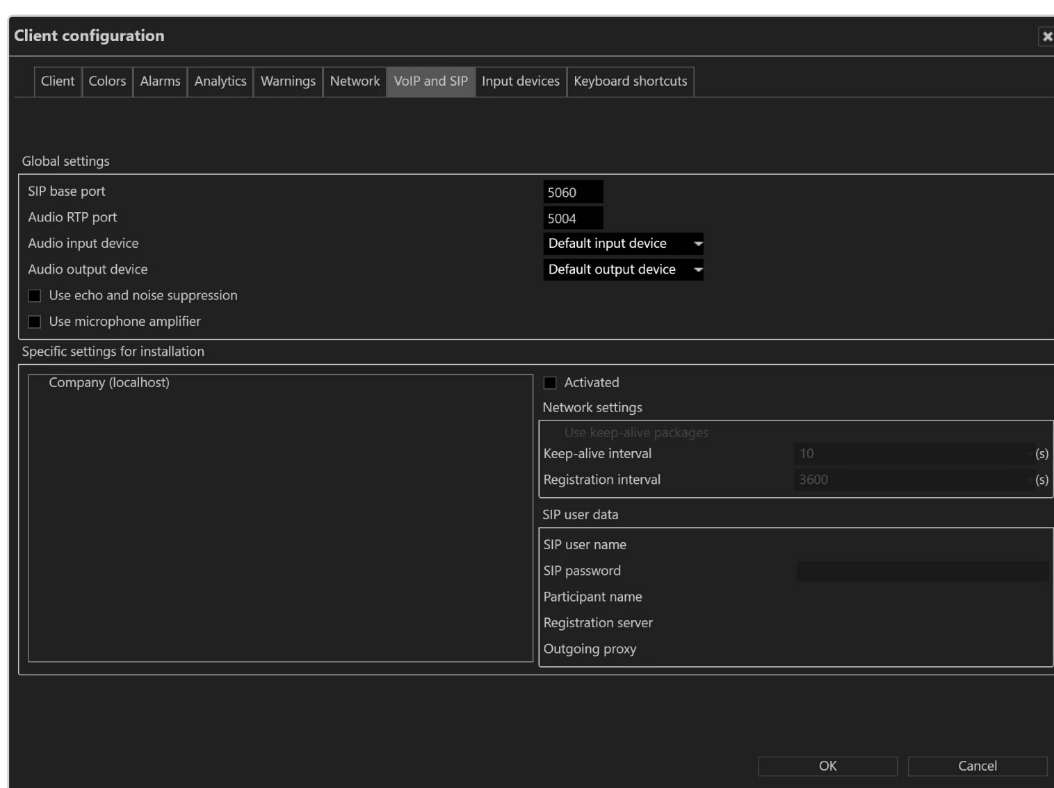 Client configuration
Client Colors Alarms Analytics Warnings Network VoIP and SIP Input devices Keyboard shortcuts
Global settings
SIP base port 5060
Audio RTP port 5004
Audio input device Default input device
Audio output device Default output device
Use echo and noise suppression
Use microphone amplifier
Specific settings for installation
Company (localhost)
Activated
Network settings
Use keep-alive packages
Keep-alive interval 10 (s)
Registration interval 3600 (s)
SIP user data
SIP user name
SIP password
Participant name
Registration server
Outgoing proxy
OK Cancel